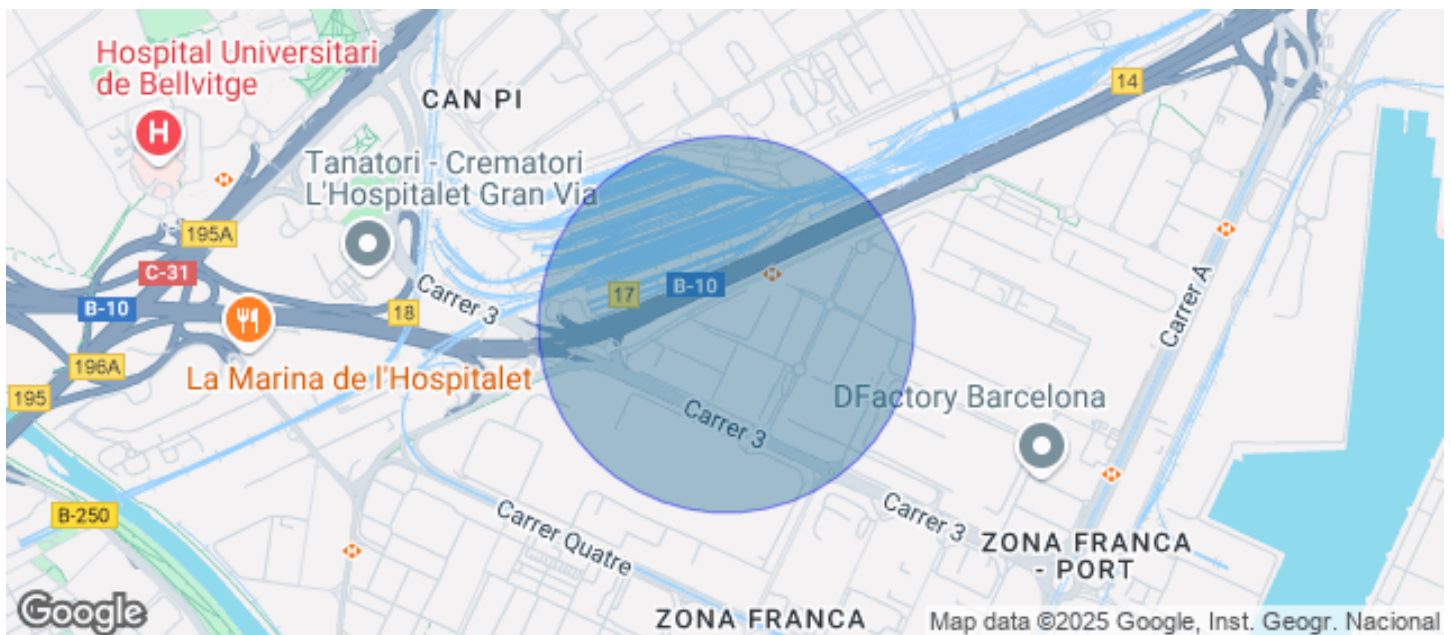 Hospital Universitari
de Bellvitge
H
CAN PI
14
Tanatori - Crematori
L'Hospitalet Gran Via
195A
C-31
B-10
18
Carrer 3
17
B-10
Carrer A
196A
195
La Marina de l'Hospitalet
DFactory Barcelona
Carrer 3
B-250
Carrer Quatre
Carrer 3
ZONA FRANCA
- PORT
ZONA FRANCA
Google
Map data ©2025 Google, Inst. Geogr. Nacional